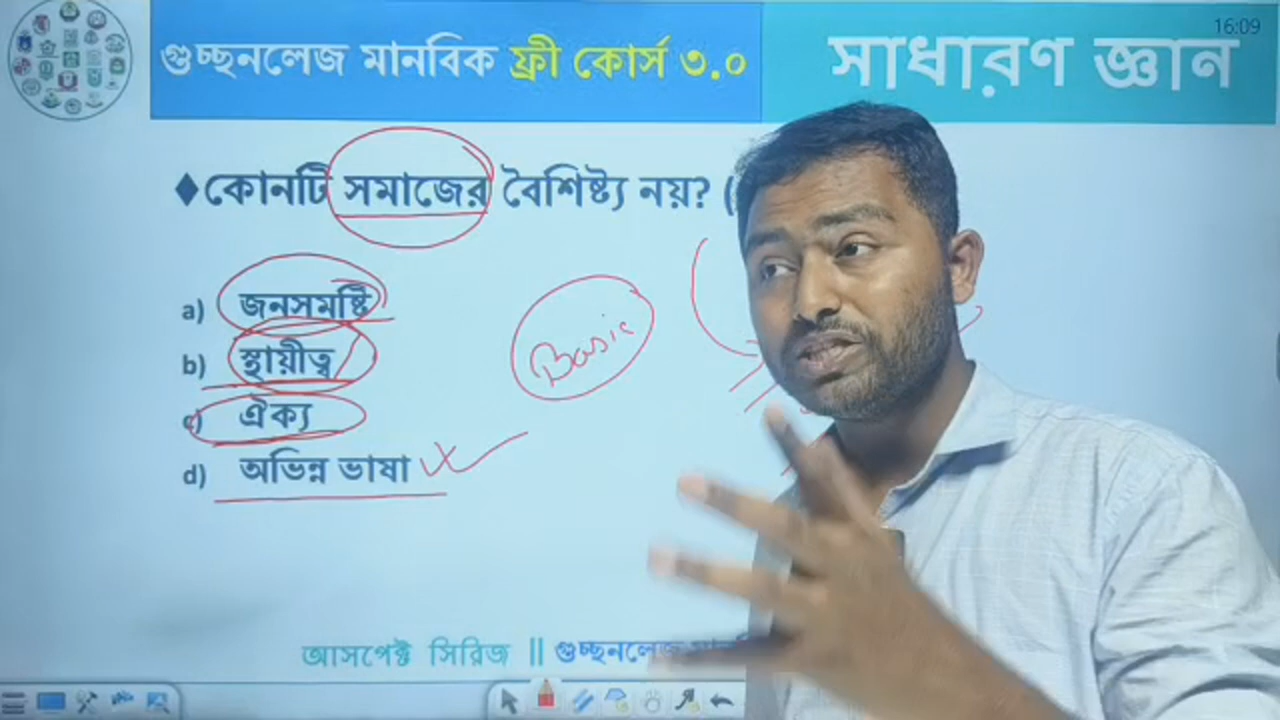 16:09
গুচ্ছনলেজ মানবিক ফ্রী কোর্স ৩.০
সাধারণ জ্ঞান
♦কোনটি সমাজের বৈশিষ্ট্য নয়? (
a) জনসমষ্টি
b) স্থায়ীত্ব
c) ঐক্য
d) অভিন্ন ভাষা
Basic
আসপেক্ট সিরিজ || গুচ্ছনলেজ